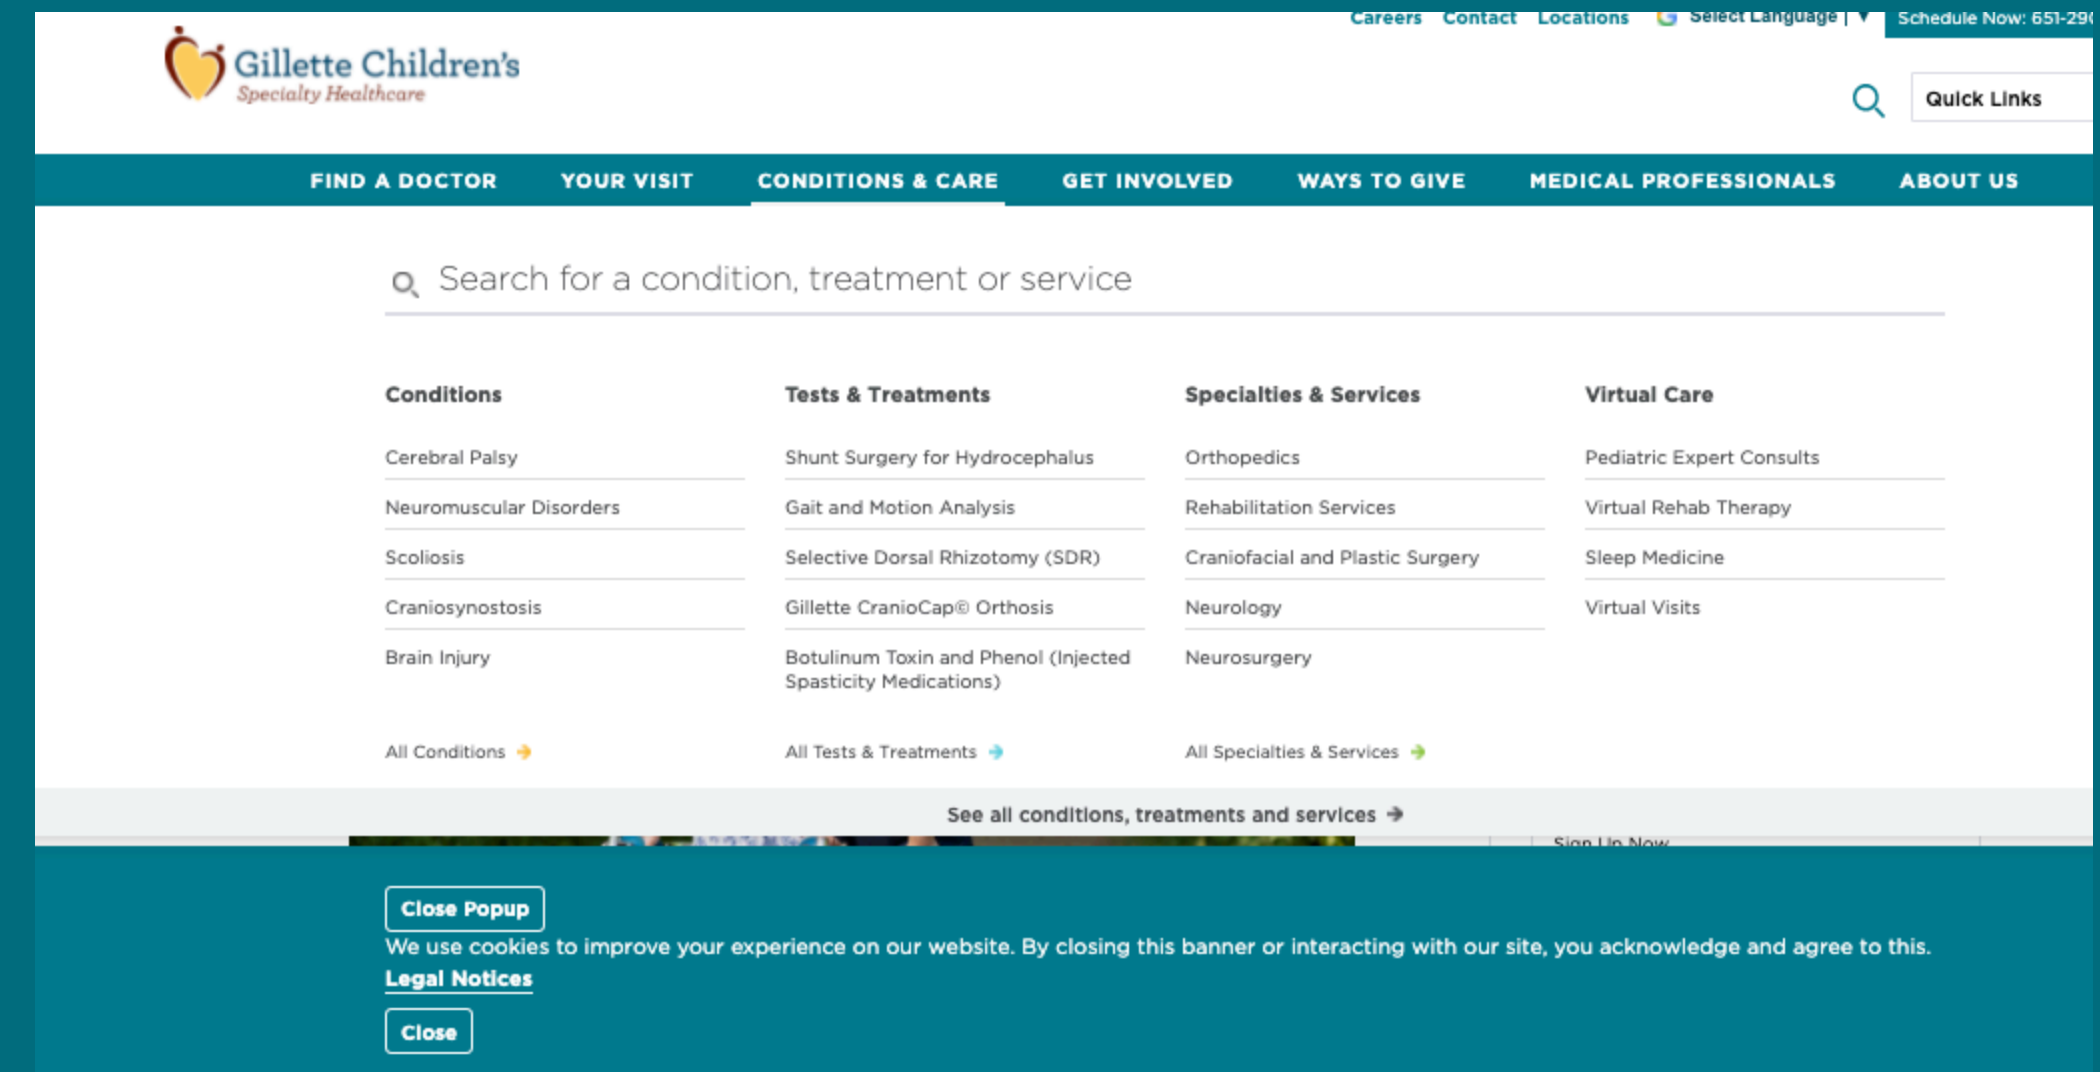 Careers Contact Locations Select Language | ▼ Schedule Now: 651-290
Gillette Children's
Specialty Healthcare
Quick Links
FIND A DOCTOR YOUR VISIT CONDITIONS & CARE GET INVOLVED WAYS TO GIVE MEDICAL PROFESSIONALS ABOUT US
Search for a condition, treatment or service
Conditions
Cerebral Palsy
Neuromuscular Disorders
Scoliosis
Craniosynostosis
Brain Injury
All Conditions
Tests & Treatments
Shunt Surgery for Hydrocephalus
Gait and Motion Analysis
Selective Dorsal Rhizotomy (SDR)
Gillette CranioCap© Orthosis
Botulinum Toxin and Phenol (Injected
Spasticity Medications)
All Tests & Treatments
Specialties & Services
Orthopedics
Rehabilitation Services
Craniofacial and Plastic Surgery
Neurology
Neurosurgery
All Specialties & Services
Virtual Care
Pediatric Expert Consults
Virtual Rehab Therapy
Sleep Medicine
Virtual Visits
See all conditions, treatments and services
Sign Up Now
Close Popup
We use cookies to improve your experience on our website. By closing this banner or interacting with our site, you acknowledge and agree to this.
Legal Notices
Close